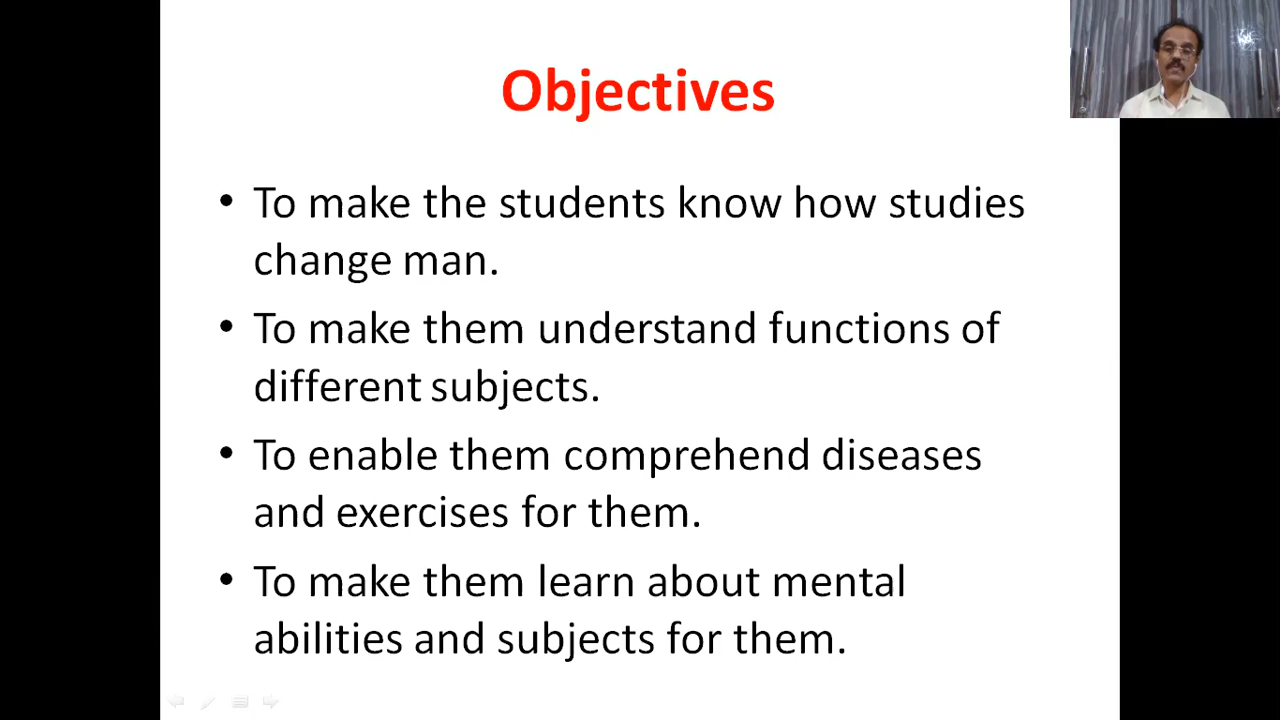 Objectives
• To make the students know how studies
change man.
• To make them understand functions of
different subjects.
• To enable them comprehend diseases
and exercises for them.
• To make them learn about mental
abilities and subjects for them.